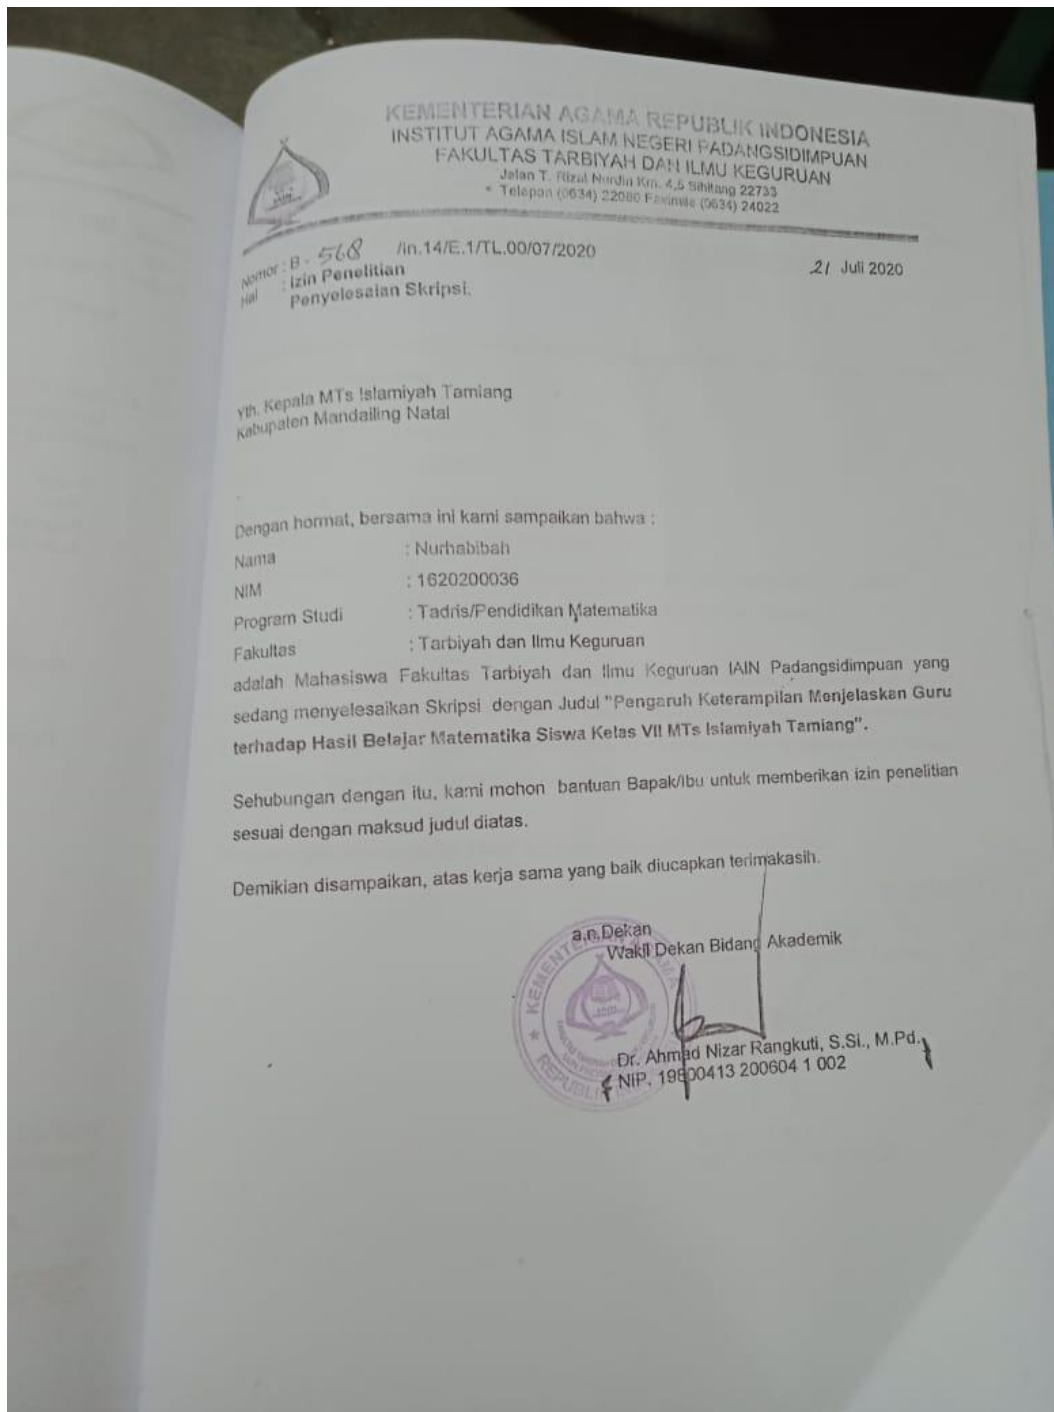 KEMENTERIAN AGAMA REPUBLIK INDONESIA
INSTITUT AGAMA ISLAM NEGERI PADANGSIDIMPUAN
FAKULTAS TARBIYAH DAN ILMU KEGURUAN
Jalan T. Rizal Nurdin Km. 4,5 Sihitang 22733
Telepon (0634) 22080 Faximile (0634) 24022
Nomor : B - 568 /In.14/E.1/TL.00/07/2020
21 Juli 2020
Hal : Izin Penelitian
Penyelesaian Skripsi.
Yth. Kepala MTs Islamiyah Tamiang
Kabupaten Mandailing Natal
Dengan hormat, bersama ini kami sampaikan bahwa :
Nama : Nurhabibah
NIM : 1620200036
Program Studi : Tadris/Pendidikan Matematika
Fakultas : Tarbiyah dan Ilmu Keguruan
adalah Mahasiswa Fakultas Tarbiyah dan Ilmu Keguruan IAIN Padangsidimpuan yang
sedang menyelesaikan Skripsi dengan Judul "Pengaruh Keterampilan Menjelaskan Guru
terhadap Hasil Belajar Matematika Siswa Kelas VII MTs Islamiyah Tamiang".
Sehubungan dengan itu, kami mohon bantuan Bapak/Ibu untuk memberikan izin penelitian
sesuai dengan maksud judul diatas.
Demikian disampaikan, atas kerja sama yang baik diucapkan terimakasih.
a.n.Dekan
Wakil Dekan Bidang Akademik
KEMENTERIAN AGAMA
REPUBLIK
Dr. Ahmad Nizar Rangkuti, S.Si., M.Pd.
NIP. 19800413 200604 1 002